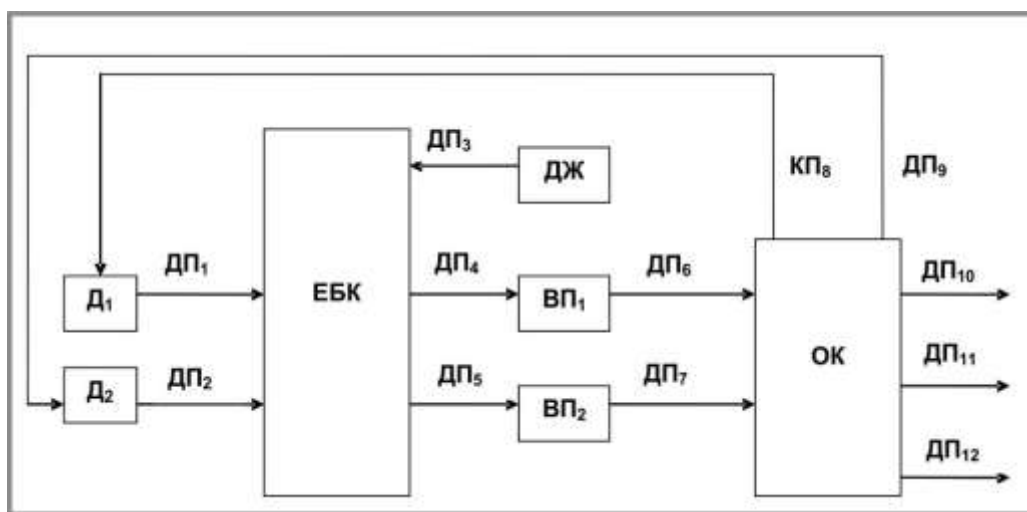 ДП₃
ДЖ
КП₈
ДП₉
ДП₁
ДП₄
ДП₆
ДП₁₀
Д₁
ЕБК
ВП₁
ОК
ДП₂
ДП₅
ДП₇
ДП₁₁
Д₂
ВП₂
ДП₁₂